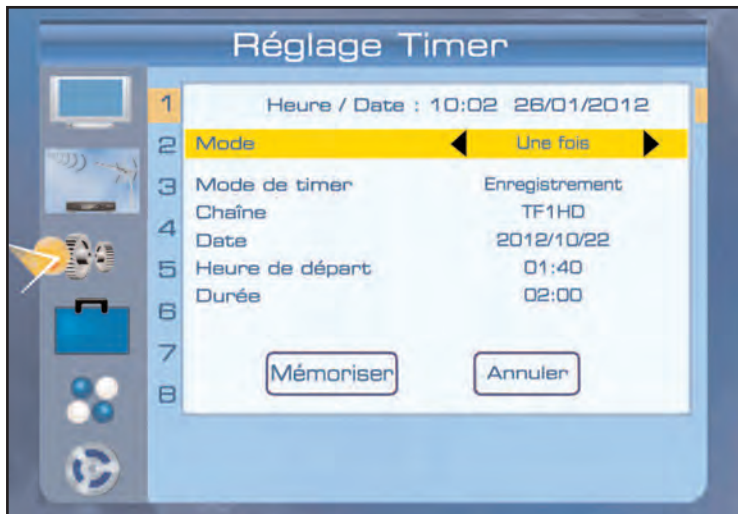 Réglage Timer
1 Heure / Date : 10:02 26/01/2012
2 Mode Une fois
3 Mode de timer Enregistrement
Chaîne TF1HD
4
Date 2012/10/22
5 Heure de départ 01:40
Durée 02:00
6
7
Mémoriser Annuler
8